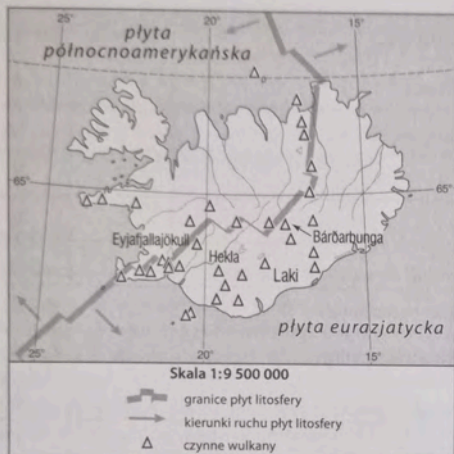 25° 20° 15°
płyta
północnoamerykańska
65° 65°
Eyjafjallajökull
Bárðarbunga
Hekla
Laki
płyta eurazjatycka
25° 20° 15°
Skala 1:9 500 000
granice płyt litosfery
kierunki ruchu płyt litosfery
czynne wulkany